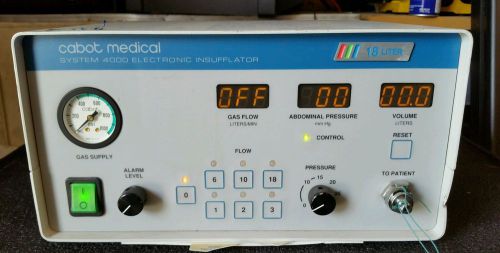 cabot medical
SYSTEM 4000 ELECTRONIC INSUFFLATOR
18 LITER
OFF 00 00.0
GAS FLOW ABDOMINAL PRESSURE VOLUME
LITERS/MIN mm Hg LITERS
CONTROL
RESET
GAS SUPPLY
ALARM
LEVEL
FLOW
PRESSURE
TO PATIENT
6 10 18
0
1 2 3
0 10 15 20